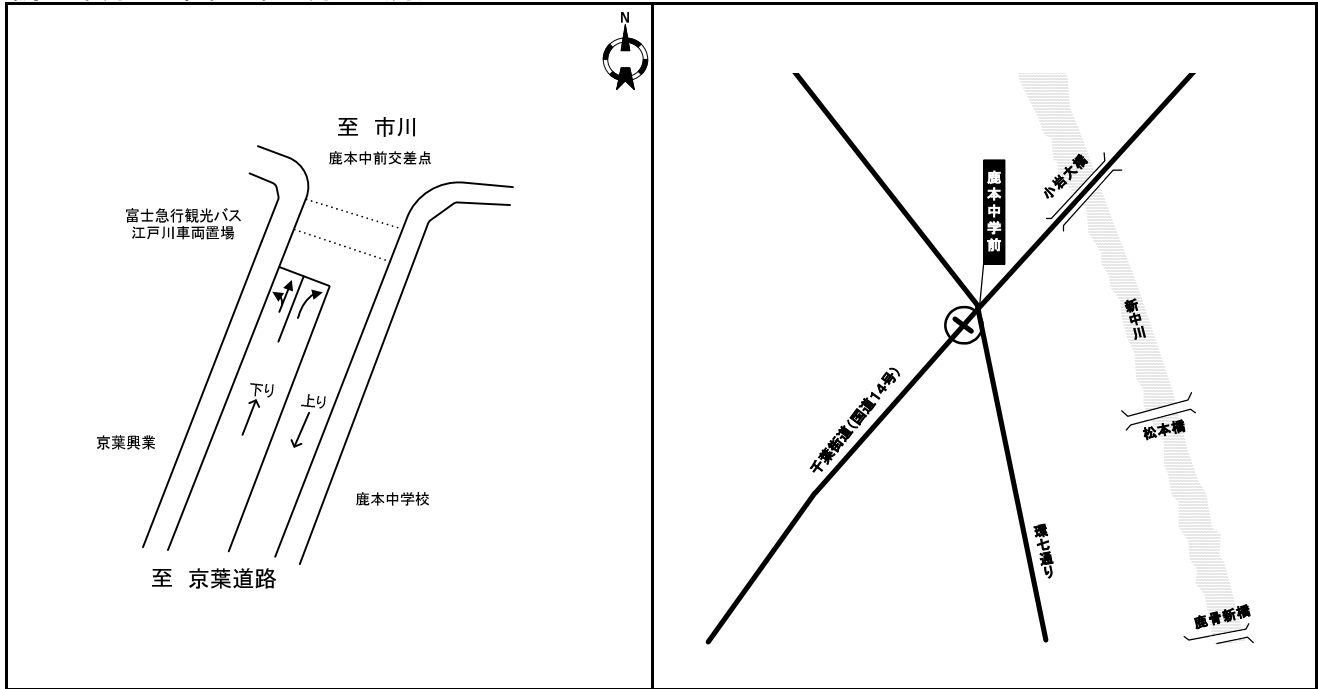 N
至 市川
鹿本中前交差点
富士急行観光バス
江戸川車両置場
下り
上り
京葉興業
鹿本中学校
至 京葉道路
鹿本中学前
小岩大橋
新中川
千葉街道(国道14号)
松本橋
環七通り
鹿骨新橋